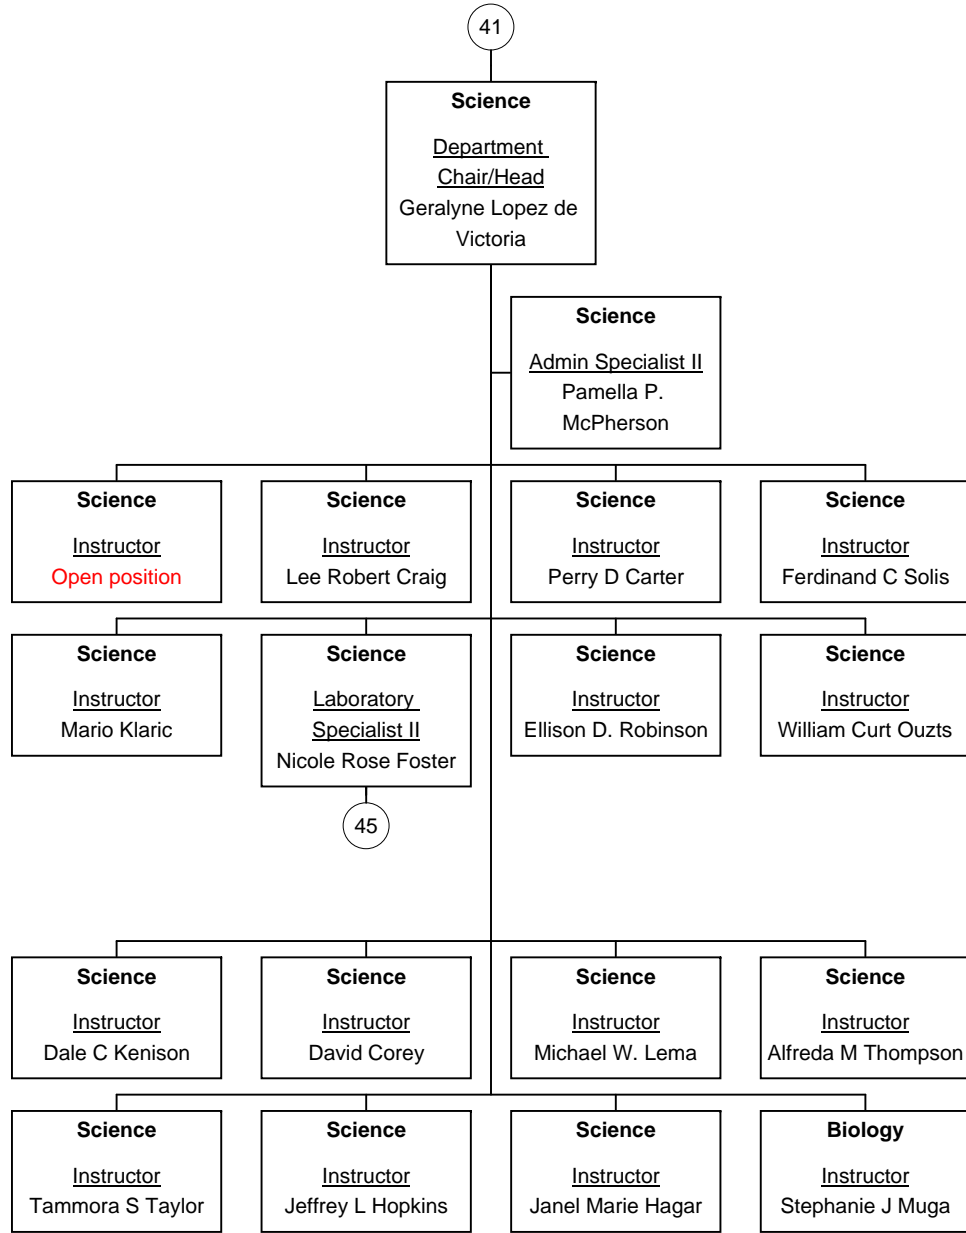 41
Science
Department
Chair/Head
Geralyne Lopez de
Victoria
Science
Admin Specialist II
Pamella P.
McPherson
Science
Instructor
Open position
Science
Instructor
Lee Robert Craig
Science
Instructor
Perry D Carter
Science
Instructor
Ferdinand C Solis
Science
Instructor
Mario Klaric
Science
Laboratory
Specialist II
Nicole Rose Foster
Science
Instructor
Ellison D. Robinson
Science
Instructor
William Curt Ouzts
45
Science
Instructor
Dale C Kenison
Science
Instructor
David Corey
Science
Instructor
Michael W. Lema
Science
Instructor
Alfreda M Thompson
Science
Instructor
Tammora S Taylor
Science
Instructor
Jeffrey L Hopkins
Science
Instructor
Janel Marie Hagar
Biology
Instructor
Stephanie J Muga